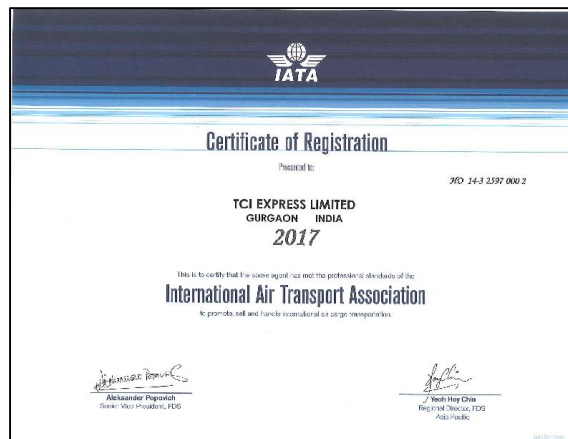 IATA
Certificate of Registration
Presented to:
HO 14-3 2597 000 2
TCI EXPRESS LIMITED
GURGAON INDIA
2017
This is to certify that the above agent has met the professional standards of the
International Air Transport Association
to promote, sell and handle international air cargo transportation.
Aleksander Popovich
Senior Vice President, FDS
Yeoh Hoy Chin
Regional Director, FDS
Asia Pacific